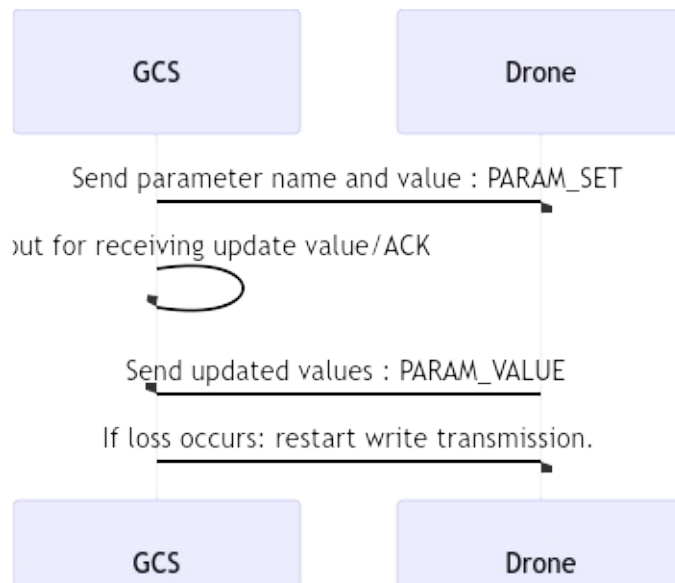 GCS Drone
Send parameter name and value : PARAM_SET
out for receiving update value/ACK
Send updated values : PARAM_VALUE
If loss occurs: restart write transmission.
GCS Drone